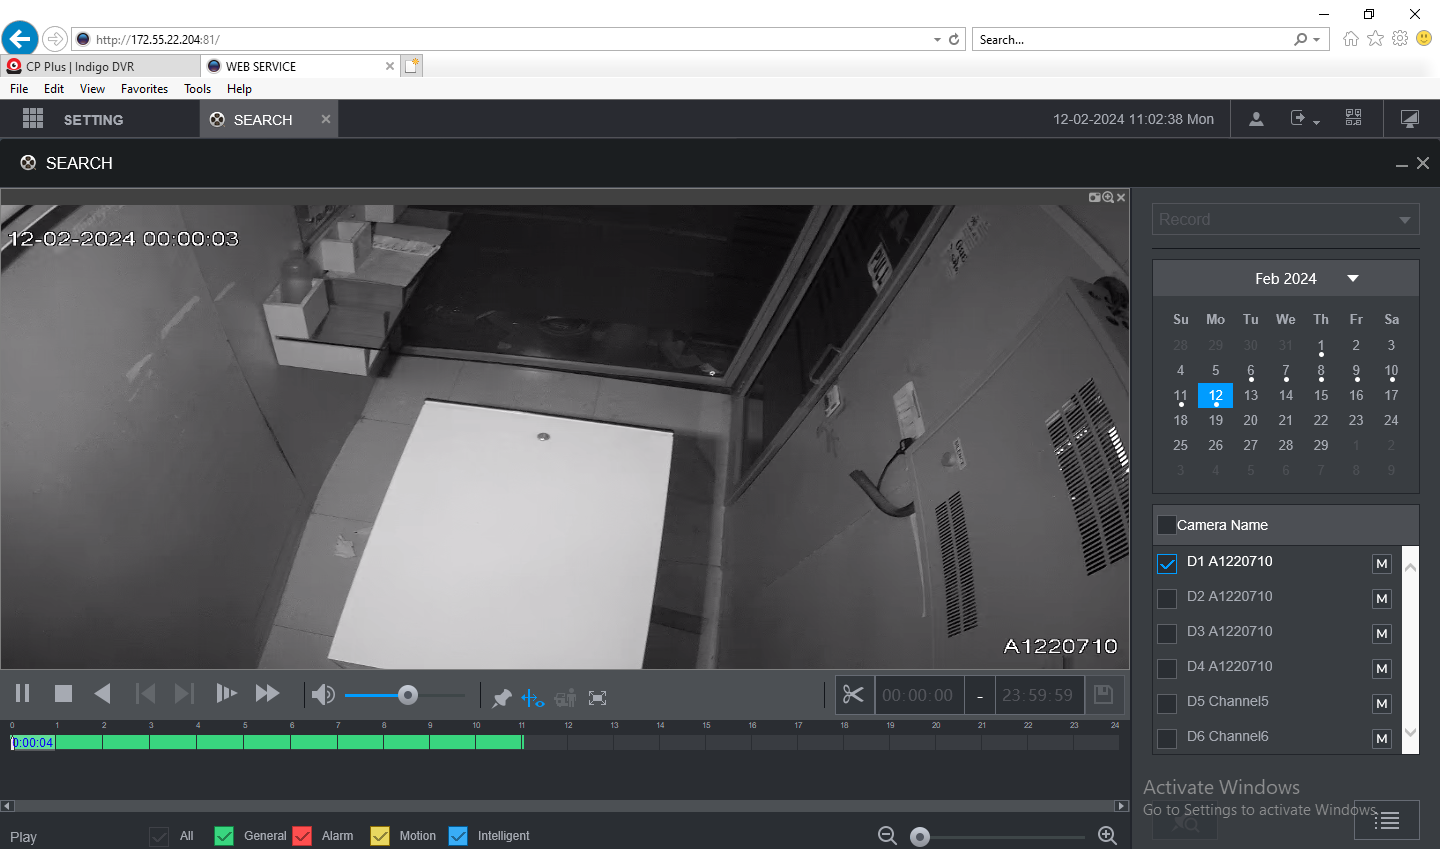 http://172.55.22.204:81/
Search...
CP Plus | Indigo DVR
WEB SERVICE
File Edit View Favorites Tools Help
SETTING
SEARCH
12-02-2024 11:02:38 Mon
SEARCH
12-02-2024 00:00:03
A1220710
Record
Feb 2024
Su Mo Tu We Th Fr Sa
28 29 30 31 1 2 3
4 5 6 7 8 9 10
11 12 13 14 15 16 17
18 19 20 21 22 23 24
25 26 27 28 29 1 2
3 4 5 6 7 8 9
Camera Name
D1 A1220710 M
D2 A1220710 M
D3 A1220710 M
D4 A1220710 M
D5 Channel5 M
D6 Channel6 M
00:00:00 - 23:59:59
0 1 2 3 4 5 6 7 8 9 10 11 12 13 14 15 16 17 18 19 20 21 22 23 24
0:00:04
Activate Windows
Go to Settings to activate Windows.
Play
All General Alarm Motion Intelligent